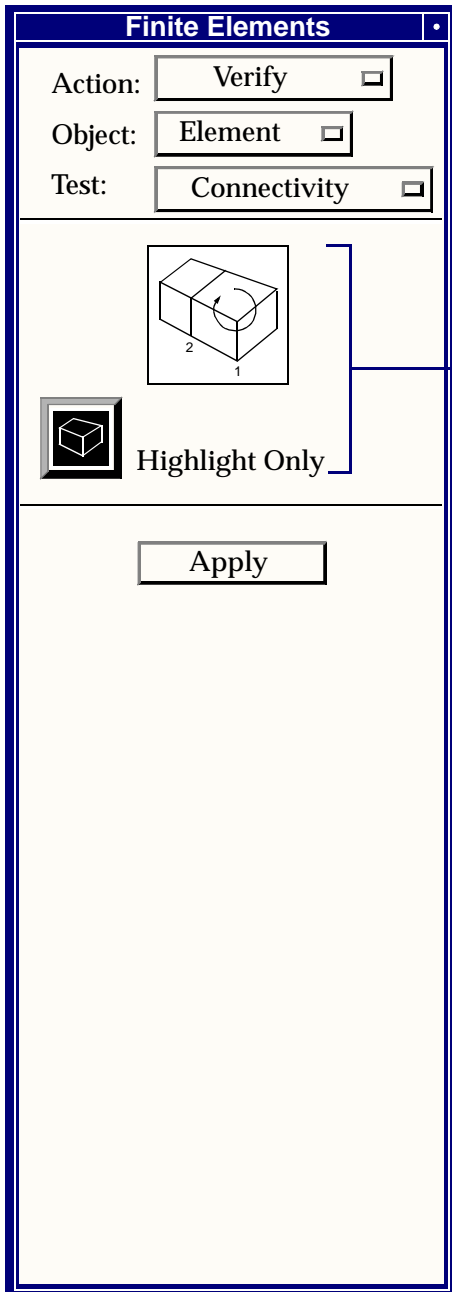 Finite Elements
Action: Verify
Object: Element
Test: Connectivity
2
1
Highlight Only
Apply